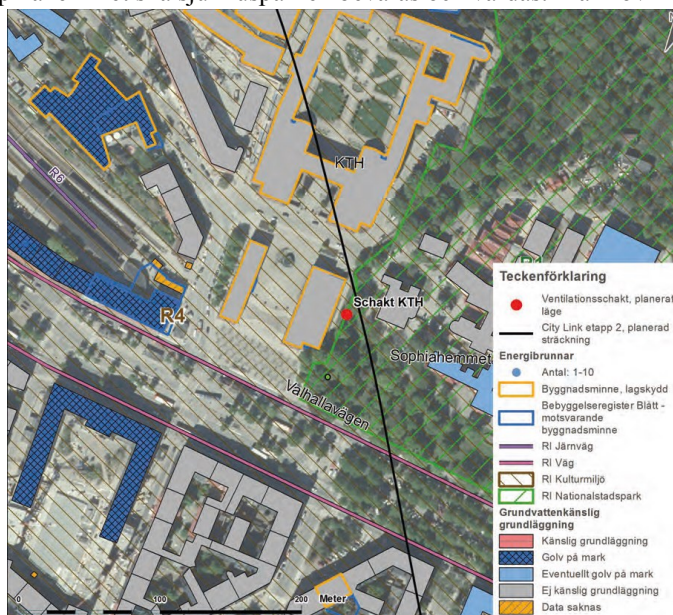 KTH
R6
R4
Schakt KTH
Sophiahemmet
Valhallavägen
0 100 200 Meter
Teckenförklaring
Ventilationsschakt, planerat
läge
City Link etapp 2, planerad
sträckning
Energibrunnar
Antal: 1-10
Byggnadsminne, lagskydd
Bebyggelseregister Blått -
motsvarande
byggnadsminne
RI Järnväg
RI Väg
RI Kulturmiljö
RI Nationalstadspark
Grundvattenkänslig
grundläggning
Känslig grundläggning
Golv på mark
Eventuellt golv på mark
Ej känslig grundläggning
Data saknas